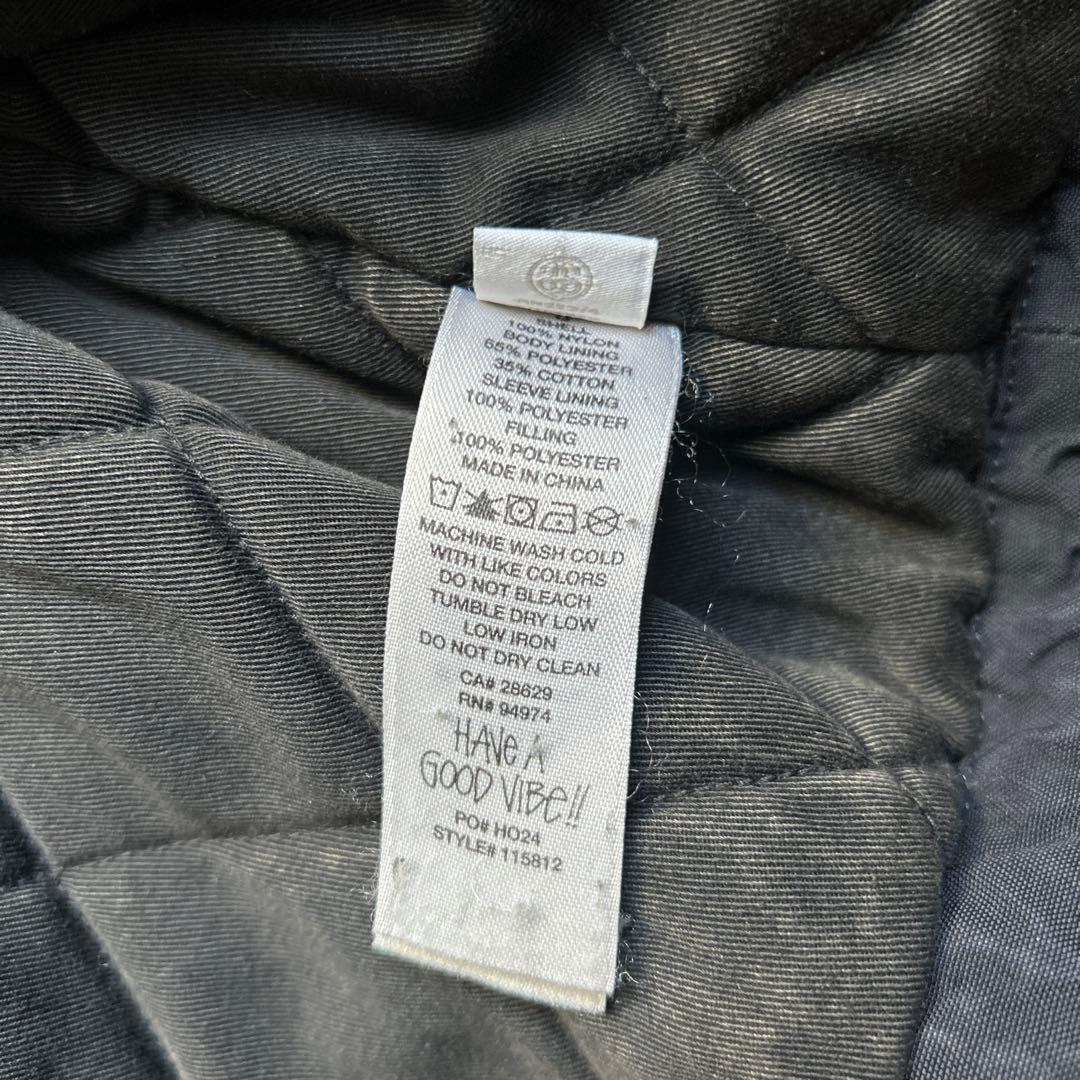 SHELL
100% NYLON
BODY LINING
65% POLYESTER
35% COTTON
SLEEVE LINING
100% POLYESTER
FILLING
100% POLYESTER
MADE IN CHINA
MACHINE WASH COLD
WITH LIKE COLORS
DO NOT BLEACH
TUMBLE DRY LOW
LOW IRON
DO NOT DRY CLEAN
CA# 28629
RN# 94974
HAVE A
GOOD VIBE!!
PO# HO24
STYLE# 115812